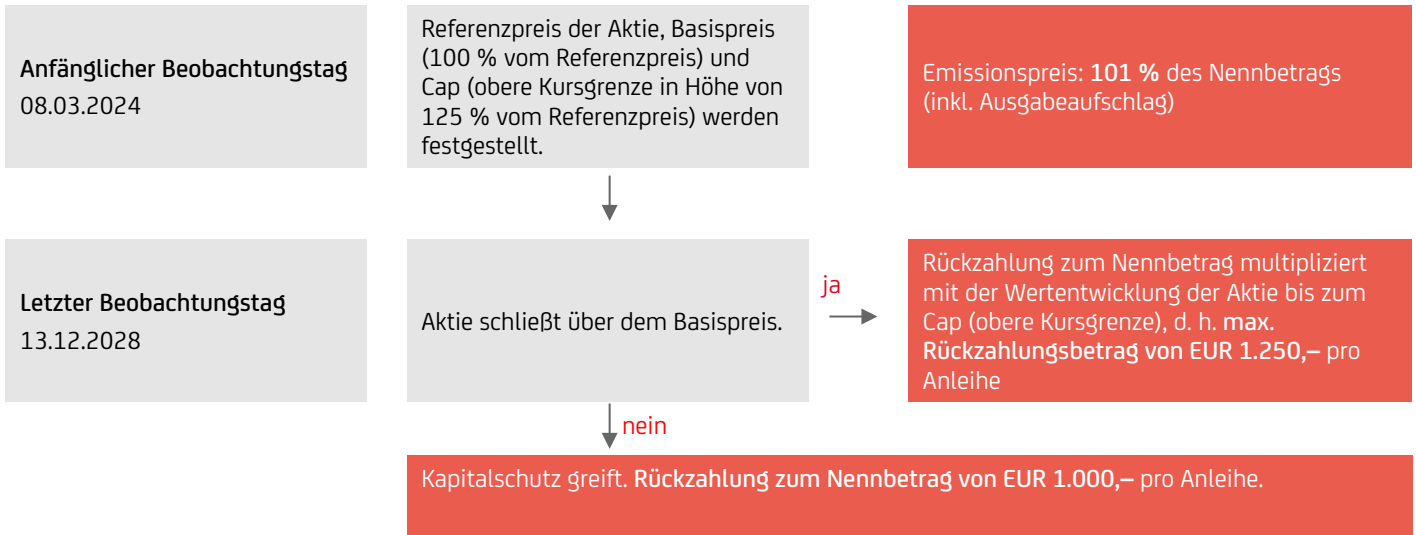 Anfänglicher Beobachtungstag
08.03.2024
Referenzpreis der Aktie, Basispreis
(100 % vom Referenzpreis) und
Cap (obere Kursgrenze in Höhe von
125 % vom Referenzpreis) werden
festgestellt.
Emissionspreis: 101 % des Nennbetrags
(inkl. Ausgabeaufschlag)
Letzter Beobachtungstag
13.12.2028
Aktie schließt über dem Basispreis.
ja
Rückzahlung zum Nennbetrag multipliziert
mit der Wertentwicklung der Aktie bis zum
Cap (obere Kursgrenze), d. h. max.
Rückzahlungsbetrag von EUR 1.250,– pro
Anleihe
nein
Kapitalschutz greift. Rückzahlung zum Nennbetrag von EUR 1.000,– pro Anleihe.